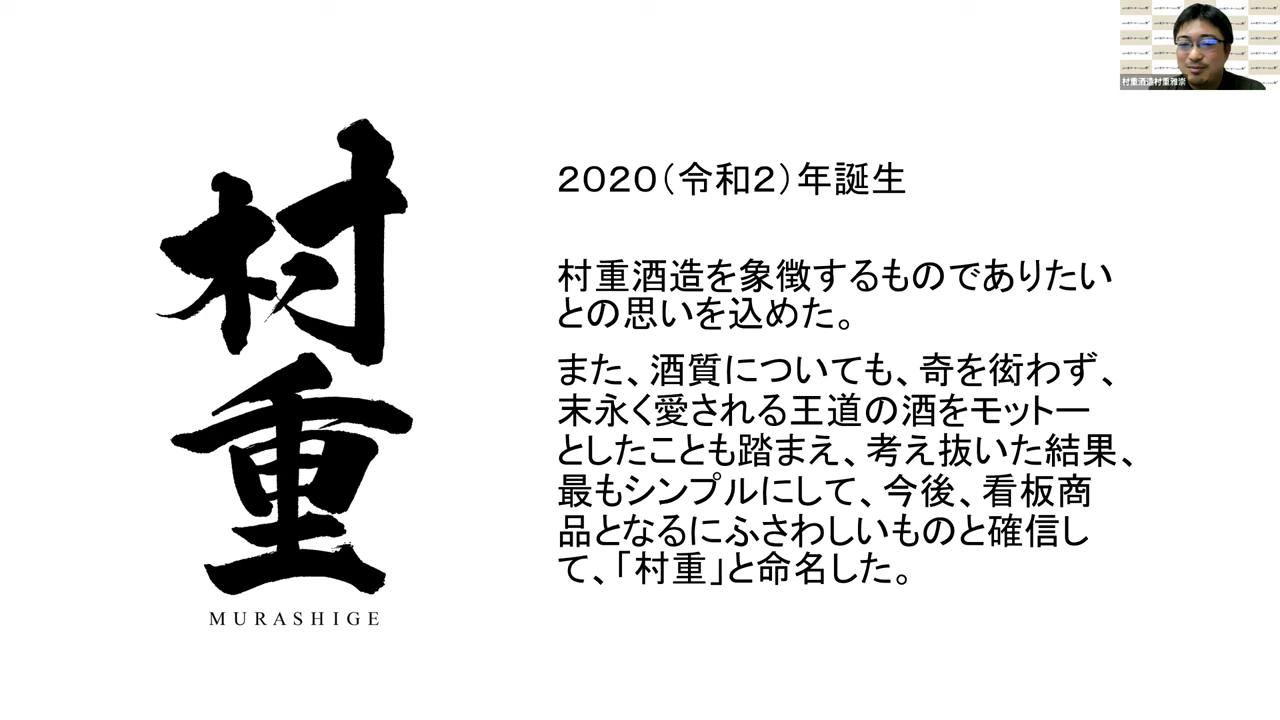 村重
MURASHIGE
2020(令和2)年誕生
村重酒造を象徴するものでありたい
との思いを込めた。
また、酒質についても、奇を衒わず、
末永く愛される王道の酒をモットー
としたことも踏まえ、考え抜いた結果、
最もシンプルにして、今後、看板商
品となるにふさわしいものと確信し
て、「村重」と命名した。
村重酒造村重雅崇